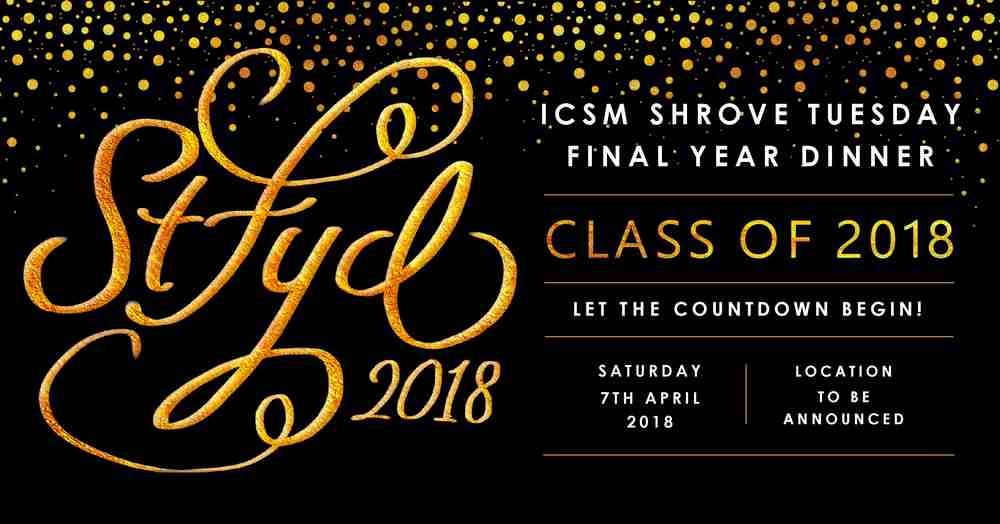 Stfyd
2018
ICSM SHROVE TUESDAY
FINAL YEAR DINNER
CLASS OF 2018
LET THE COUNTDOWN BEGIN!
SATURDAY
7TH APRIL
2018
LOCATION
TO BE
ANNOUNCED